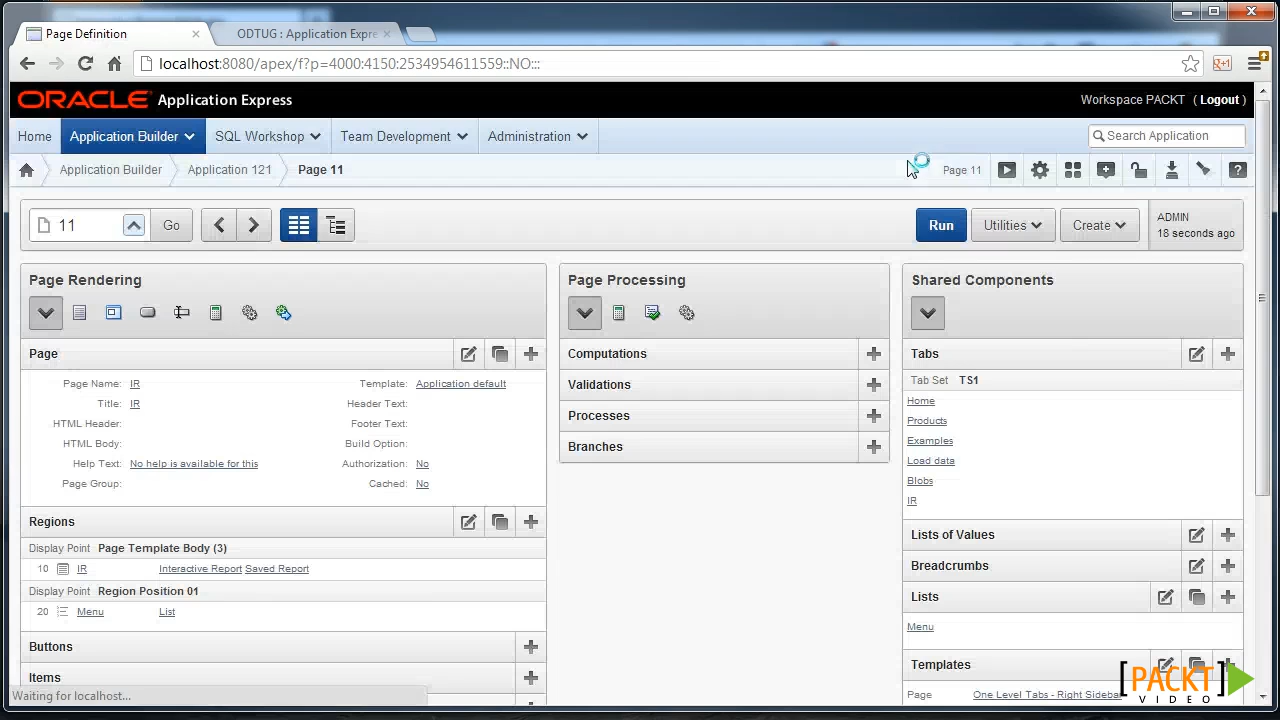 Page Definition
ODTUG : Application Expre
localhost:8080/apex/f?p=4000:4150:2534954611559::NO:::
ORACLE Application Express
Workspace PACKT ( Logout )
Home
Application Builder
SQL Workshop
Team Development
Administration
Search Application
Application Builder
Application 121
Page 11
Page 11
11
Go
Run
Utilities
Create
ADMIN
18 seconds ago
Page Rendering
Page
Page Name: IR
Template: Application default
Title: IR
Header Text:
HTML Header:
Footer Text:
HTML Body:
Build Option:
Help Text: No help is available for this
Authorization: No
Page Group:
Cached: No
Regions
Display Point Page Template Body (3)
10 IR Interactive Report Saved Report
Display Point Region Position 01
20 Menu List
Buttons
Items
Page Processing
Computations
Validations
Processes
Branches
Shared Components
Tabs
Tab Set TS1
Home
Products
Examples
Load data
Blobs
IR
Lists of Values
Breadcrumbs
Lists
Menu
Templates
Page One Level Tabs - Right Sidebar
Waiting for localhost...
[PACKT]
VIDEO